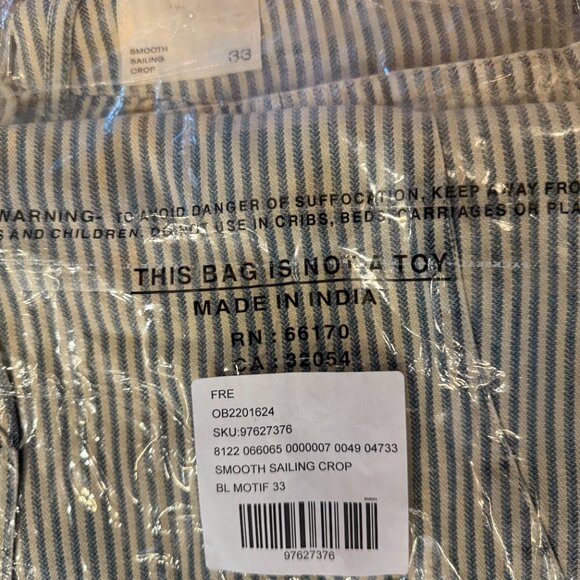 SMOOTH
SAILING
CROP
33
WARNING- TO AVOID DANGER OF SUFFOCATION, KEEP AWAY FRO
S AND CHILDREN. DO NOT USE IN CRIBS, BEDS, CARRIAGES OR PLA
THIS BAG IS NOT A TOY
MADE IN INDIA
RN : 66170
CA : 32054
FRE
OB2201624
SKU:97627376
8122 066065 0000007 0049 04733
SMOOTH SAILING CROP
BL MOTIF 33
97627376